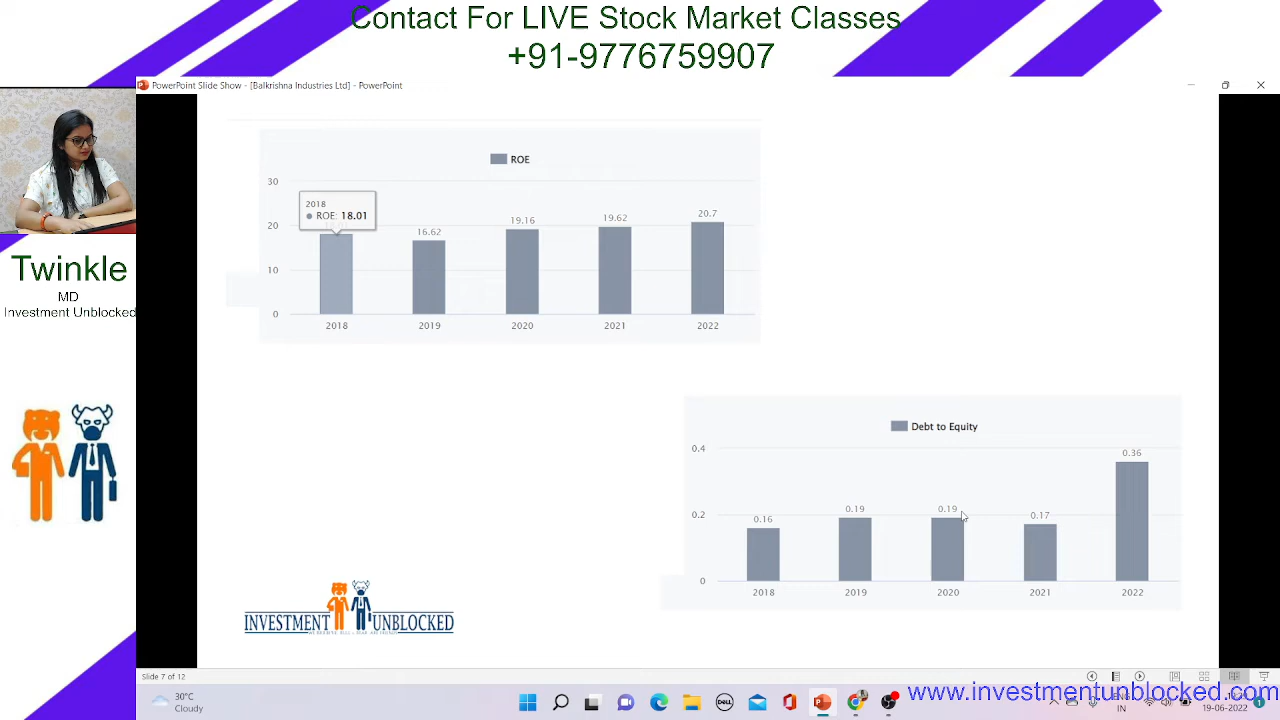 Contact For LIVE Stock Market Classes
+91-9776759907
PowerPoint Slide Show - [Balkrishna Industries Ltd] - PowerPoint
ROE
30
20
10
0
2018
ROE: 18.01
16.62
19.16
19.62
20.7
2018
2019
2020
2021
2022
Twinkle
MD
Investment Unblocked
Debt to Equity
0.4
0.2
0
0.16
0.19
0.19
0.17
0.36
2018
2019
2020
2021
2022
INVESTMENT UNBLOCKED
Slide 7 of 12
30°C
Cloudy
DELL
www.investmentunblocked.com
IN
19-06-2022